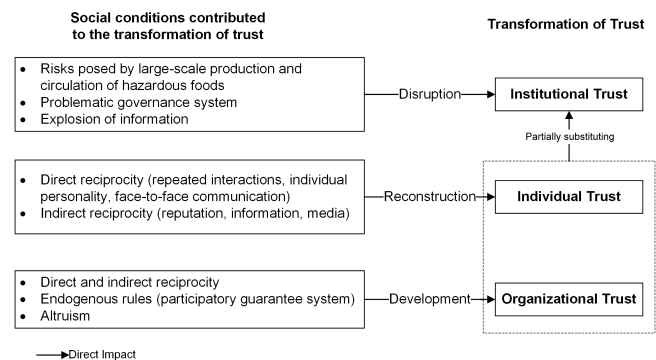 Social conditions contributed
to the transformation of trust
Transformation of Trust
• Risks posed by large-scale production and
circulation of hazardous foods
• Problematic governance system
• Explosion of information
Disruption
Institutional Trust
Partially substituting
• Direct reciprocity (repeated interactions, individual
personality, face-to-face communication)
• Indirect reciprocity (reputation, information, media)
Reconstruction
Individual Trust
• Direct and indirect reciprocity
• Endogenous rules (participatory guarantee system)
• Altruism
Development
Organizational Trust
Direct Impact